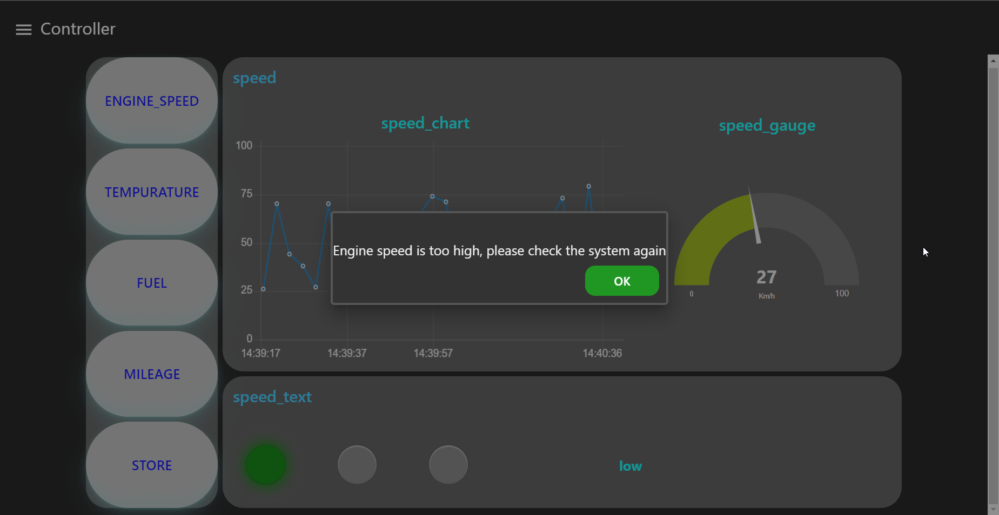 Controller
ENGINE_SPEED
TEMPURATURE
FUEL
MILEAGE
STORE
speed
speed_chart
100
75
50
25
0
14:39:17
14:39:37
14:39:57
14:40:36
speed_gauge
27
Km/h
0
100
Engine speed is too high, please check the system again
OK
speed_text
low